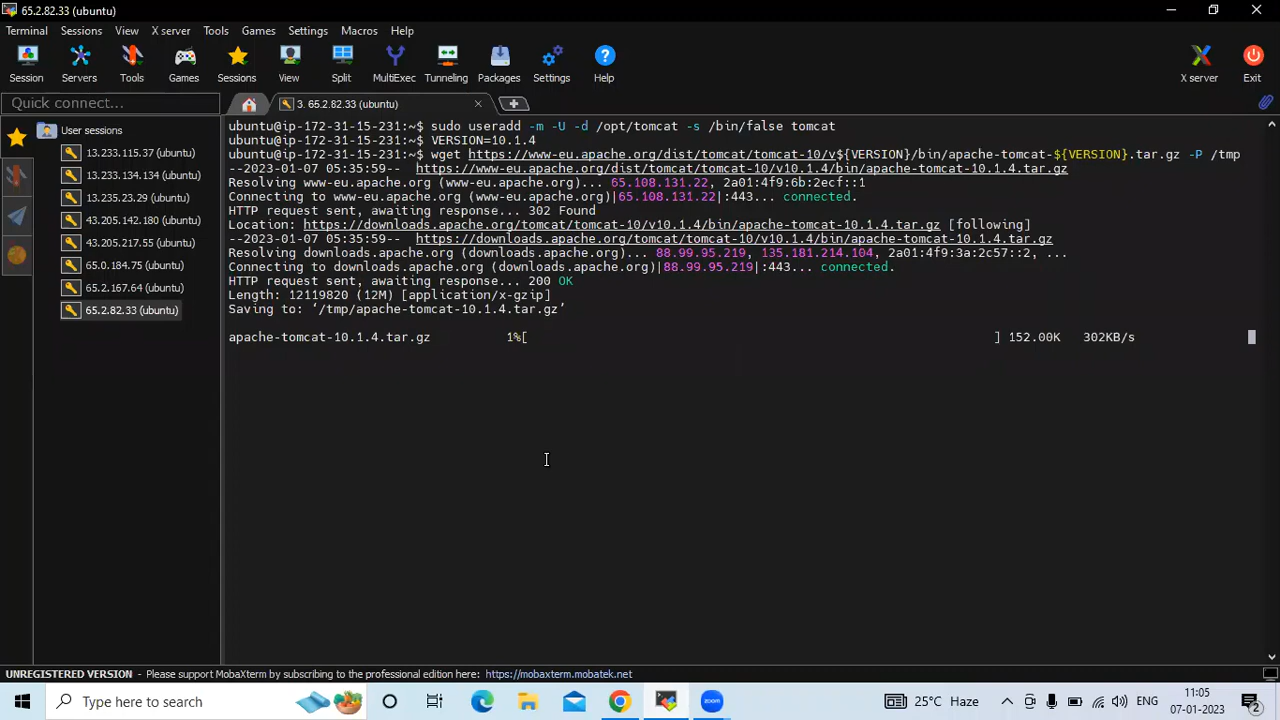 65.2.82.33 (ubuntu)
Terminal Sessions View X server Tools Games Settings Macros Help
Session Servers Tools Games Sessions View Split MultiExec Tunneling Packages Settings Help X server Exit
Quick connect...
3. 65.2.82.33 (ubuntu)
User sessions
13.233.115.37 (ubuntu)
13.233.134.134 (ubuntu)
13.235.23.29 (ubuntu)
43.205.142.180 (ubuntu)
43.205.217.55 (ubuntu)
65.0.184.75 (ubuntu)
65.2.167.64 (ubuntu)
65.2.82.33 (ubuntu)
ubuntu@ip-172-31-15-231:~$ sudo useradd -m -U -d /opt/tomcat -s /bin/false tomcat
ubuntu@ip-172-31-15-231:~$ VERSION=10.1.4
ubuntu@ip-172-31-15-231:~$ wget https://www-eu.apache.org/dist/tomcat/tomcat-10/v${VERSION}/bin/apache-tomcat-${VERSION}.tar.gz -P /tmp
--2023-01-07 05:35:59-- https://www-eu.apache.org/dist/tomcat/tomcat-10/v10.1.4/bin/apache-tomcat-10.1.4.tar.gz
Resolving www-eu.apache.org (www-eu.apache.org)... 65.108.131.22, 2a01:4f9:6b:2ecf::1
Connecting to www-eu.apache.org (www-eu.apache.org)|65.108.131.22|:443... connected.
HTTP request sent, awaiting response... 302 Found
Location: https://downloads.apache.org/tomcat/tomcat-10/v10.1.4/bin/apache-tomcat-10.1.4.tar.gz [following]
--2023-01-07 05:35:59-- https://downloads.apache.org/tomcat/tomcat-10/v10.1.4/bin/apache-tomcat-10.1.4.tar.gz
Resolving downloads.apache.org (downloads.apache.org)... 88.99.95.219, 135.181.214.104, 2a01:4f9:3a:2c57::2, ...
Connecting to downloads.apache.org (downloads.apache.org)|88.99.95.219|:443... connected.
HTTP request sent, awaiting response... 200 OK
Length: 12119820 (12M) [application/x-gzip]
Saving to: ‘/tmp/apache-tomcat-10.1.4.tar.gz’
apache-tomcat-10.1.4.tar.gz 1%[ ] 152.00K 302KB/s
UNREGISTERED VERSION - Please support MobaXterm by subscribing to the professional edition here: https://mobaxterm.mobatek.net
Type here to search
zoom
25°C Haze
ENG
11:05
07-01-2023
2